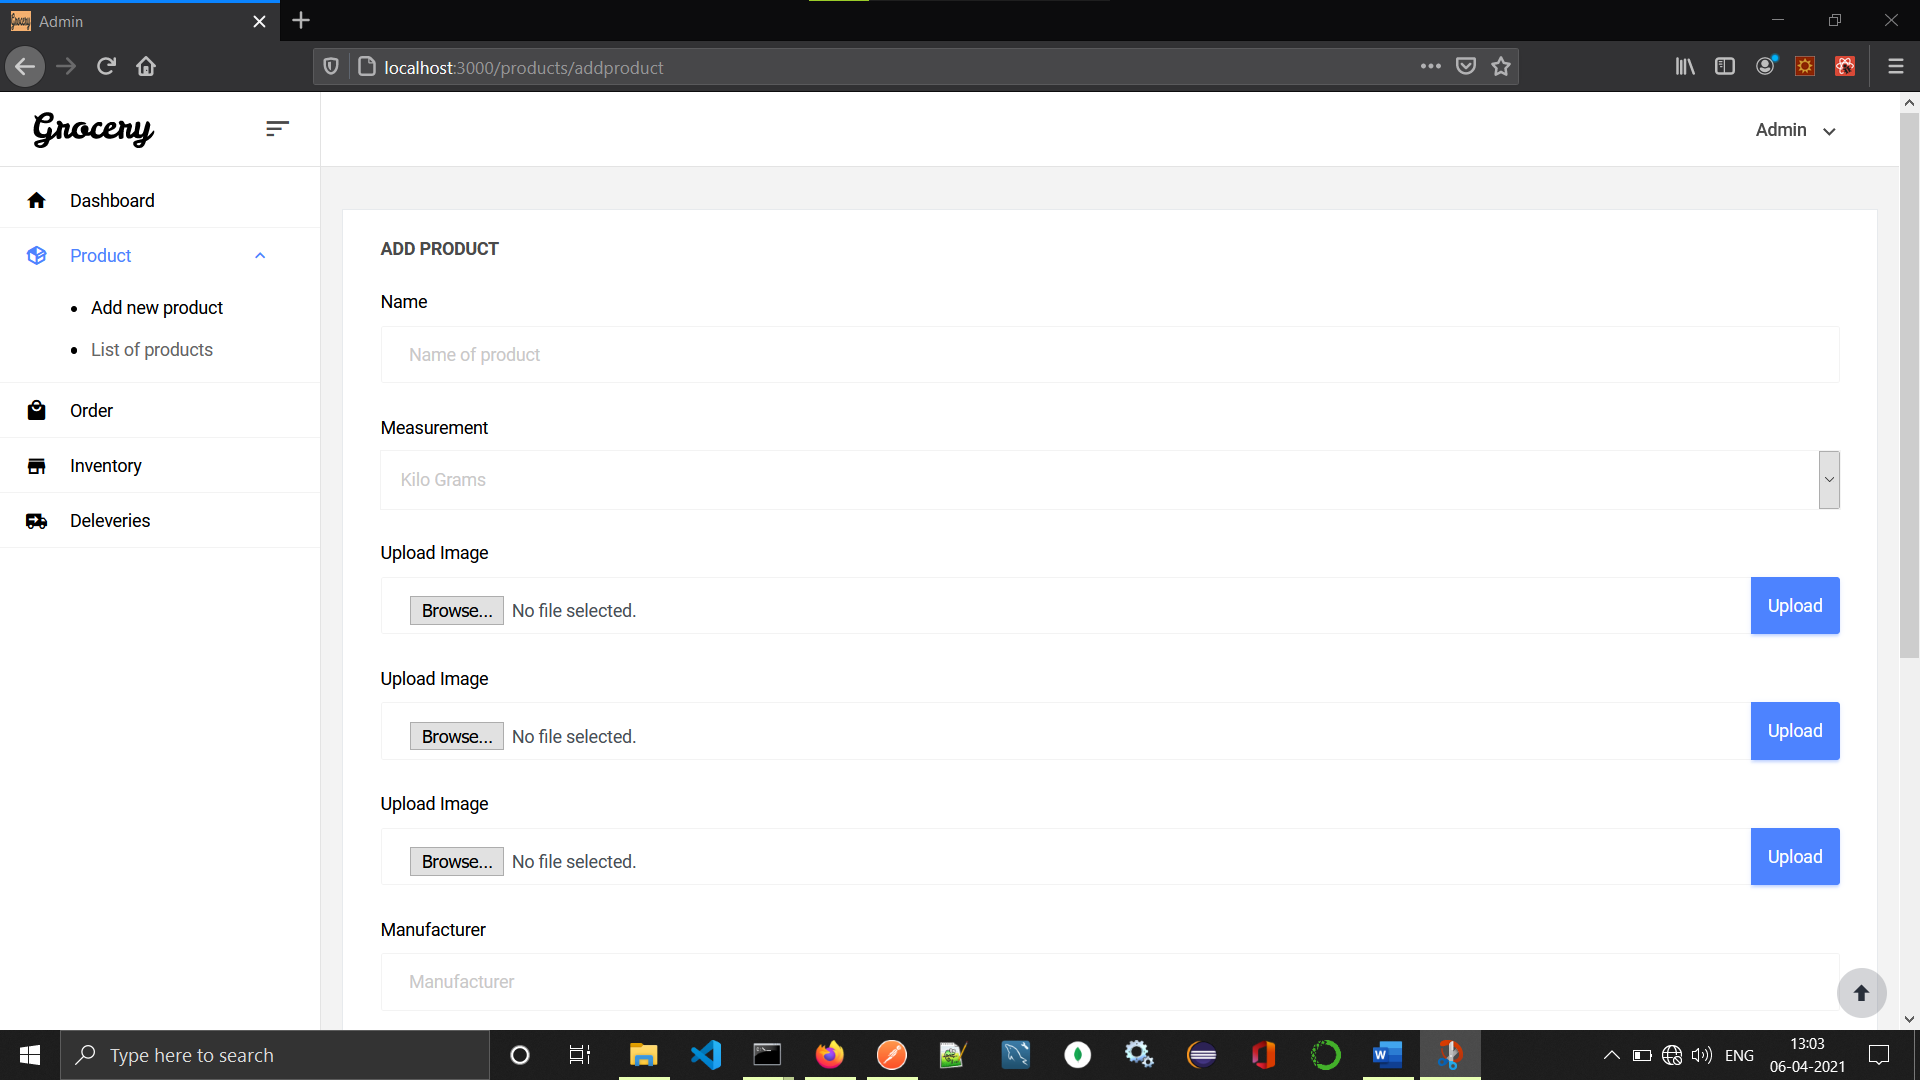 Admin
localhost:3000/products/addproduct
Grocery
Admin
Dashboard
Product
Add new product
List of products
Order
Inventory
Deleveries
ADD PRODUCT
Name
Name of product
Measurement
Kilo Grams
Upload Image
Browse... No file selected.
Upload
Upload Image
Browse... No file selected.
Upload
Upload Image
Browse... No file selected.
Upload
Manufacturer
Manufacturer
Type here to search
ENG
13:03
06-04-2021